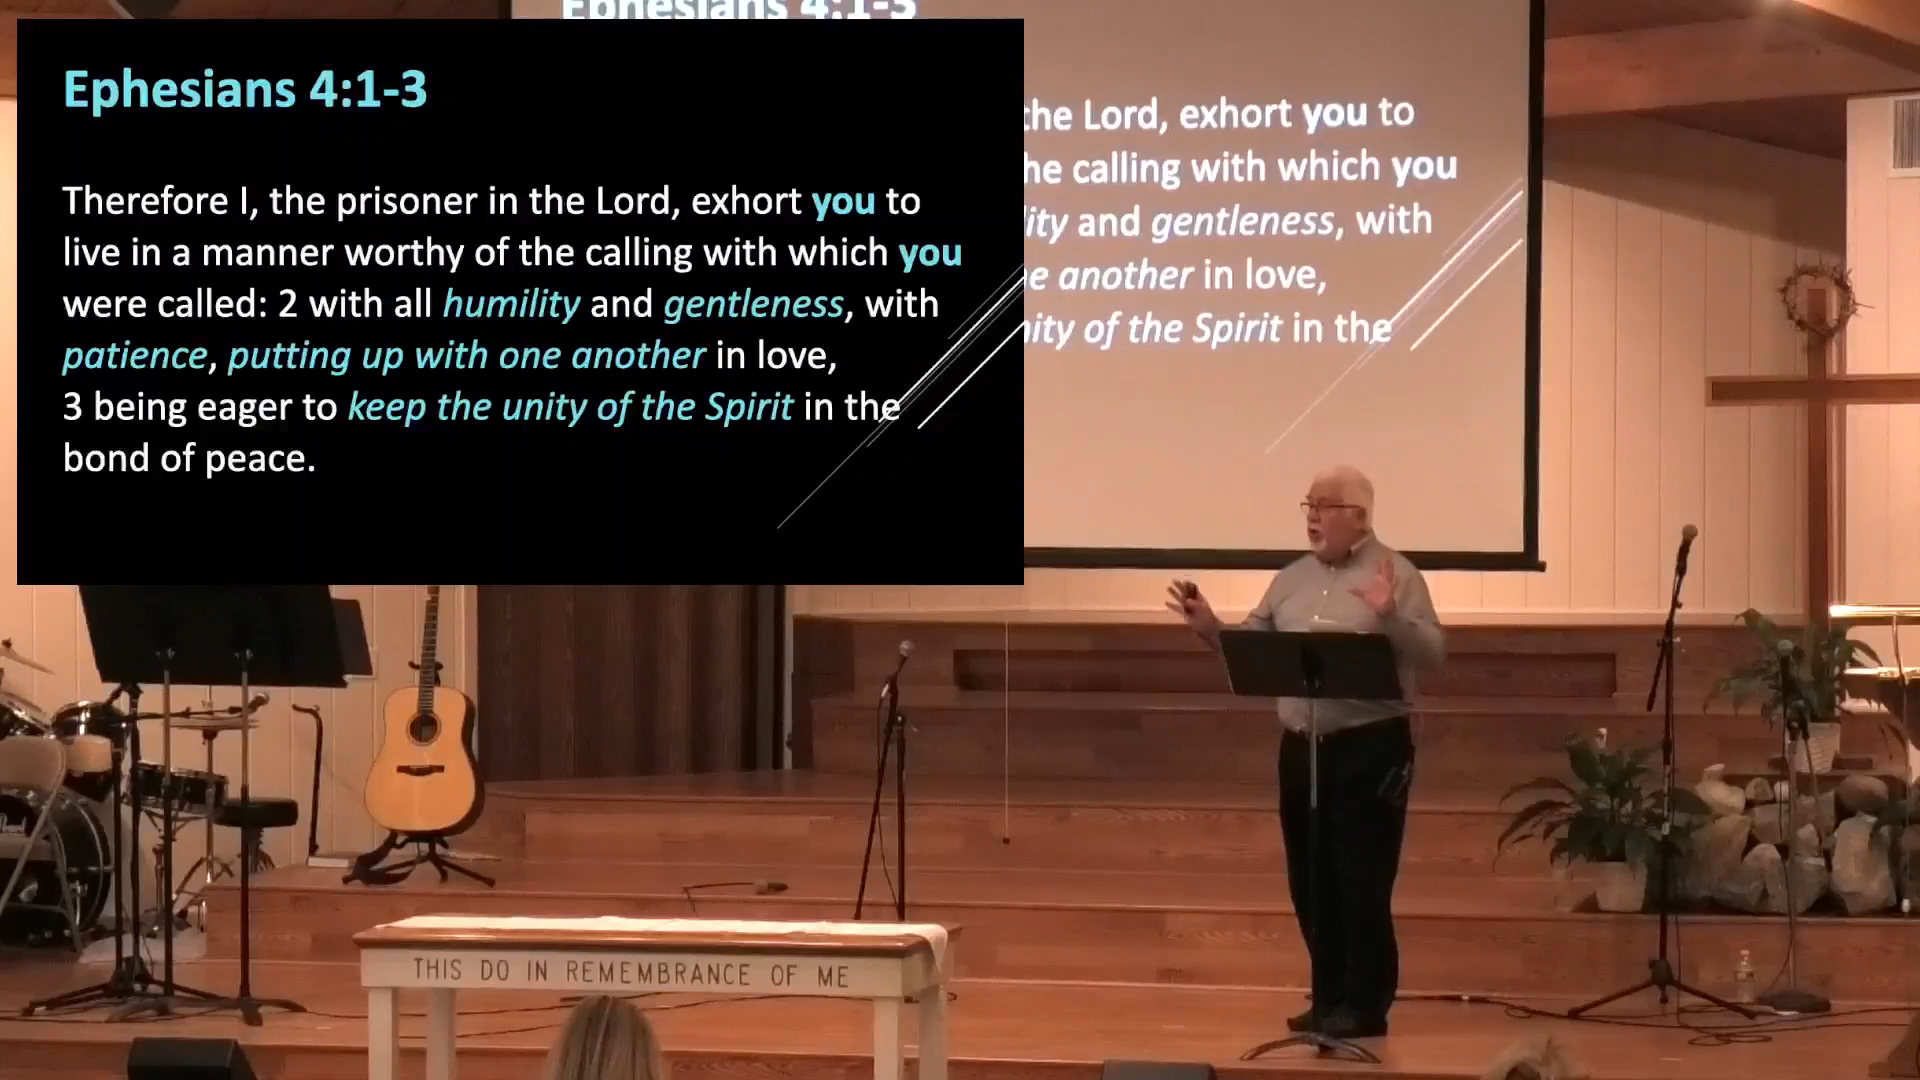 Ephesians 4:1-3
Ephesians 4:1-3
Therefore I, the prisoner in the Lord, exhort you to
live in a manner worthy of the calling with which you
were called: 2 with all humility and gentleness, with
patience, putting up with one another in love,
3 being eager to keep the unity of the Spirit in the
bond of peace.
the Lord, exhort you to
calling with which you
and gentleness, with
another in love,
of the Spirit in the
THIS DO IN REMEMBRANCE OF ME